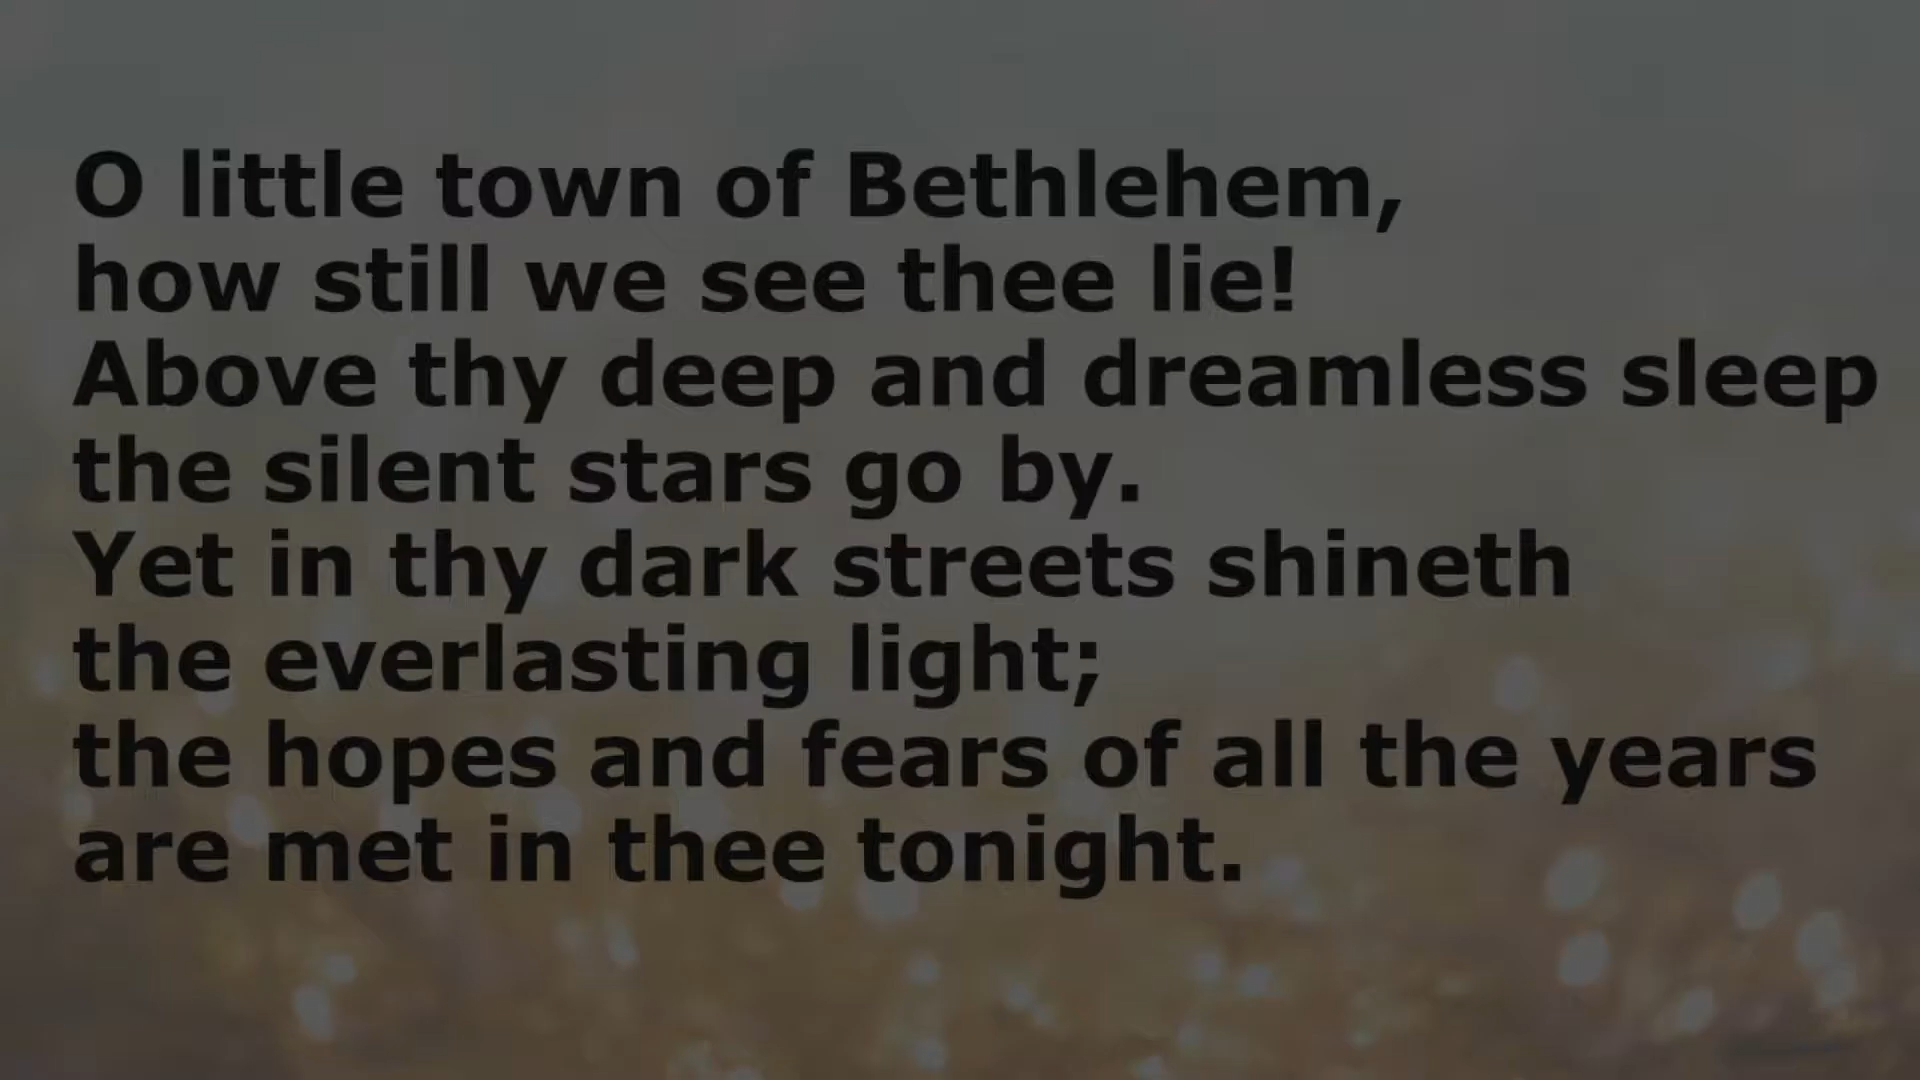 O little town of Bethlehem,
how still we see thee lie!
Above thy deep and dreamless sleep
the silent stars go by.
Yet in thy dark streets shineth
the everlasting light;
the hopes and fears of all the years
are met in thee tonight.